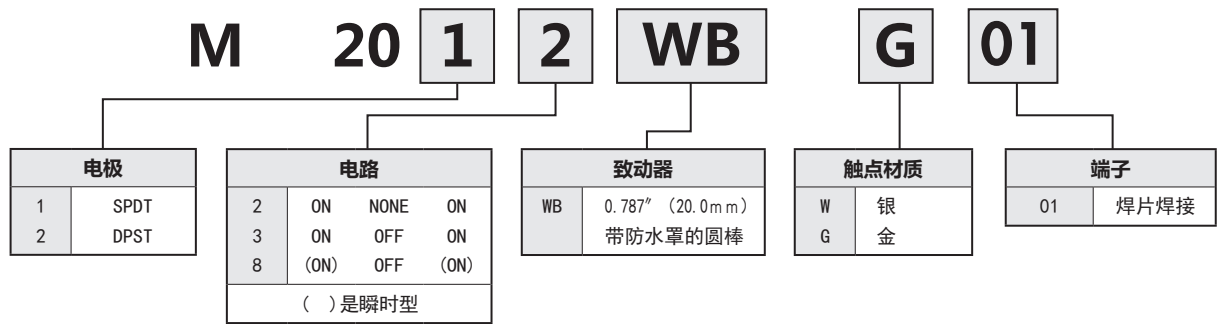 M 20 1 2 WB G 01
电极
1 SPDT
2 DPST
电路
2 ON NONE ON
3 ON OFF ON
8 (ON) OFF (ON)
( )是瞬时型
致动器
WB 0.787″ (20.0mm)
带防水罩的圆棒
触点材质
W 银
G 金
端子
01 焊片焊接